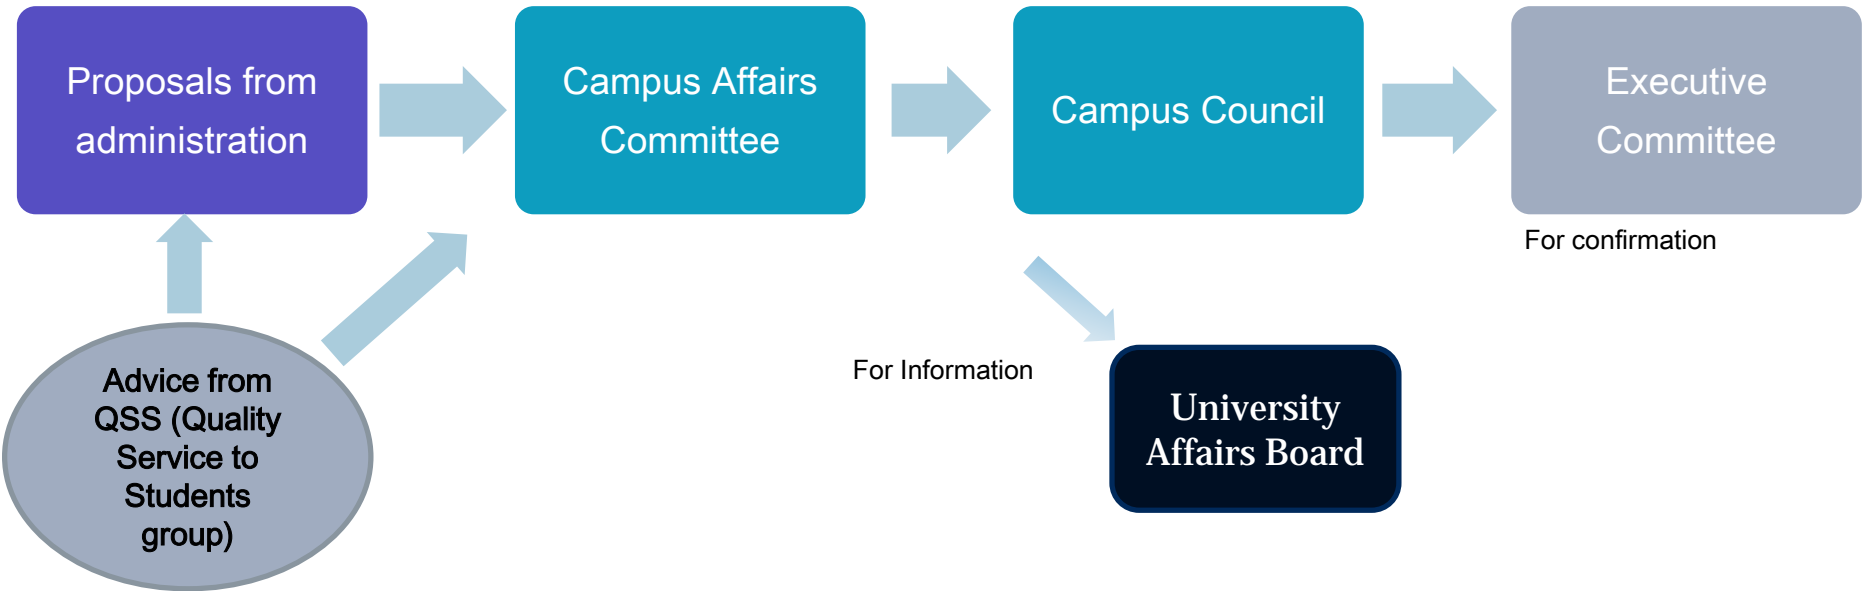 Proposals from
administration
Campus Affairs
Committee
Campus Council
Executive
Committee
For confirmation
Advice from
QSS (Quality
Service to
Students
group)
For Information
University
Affairs Board